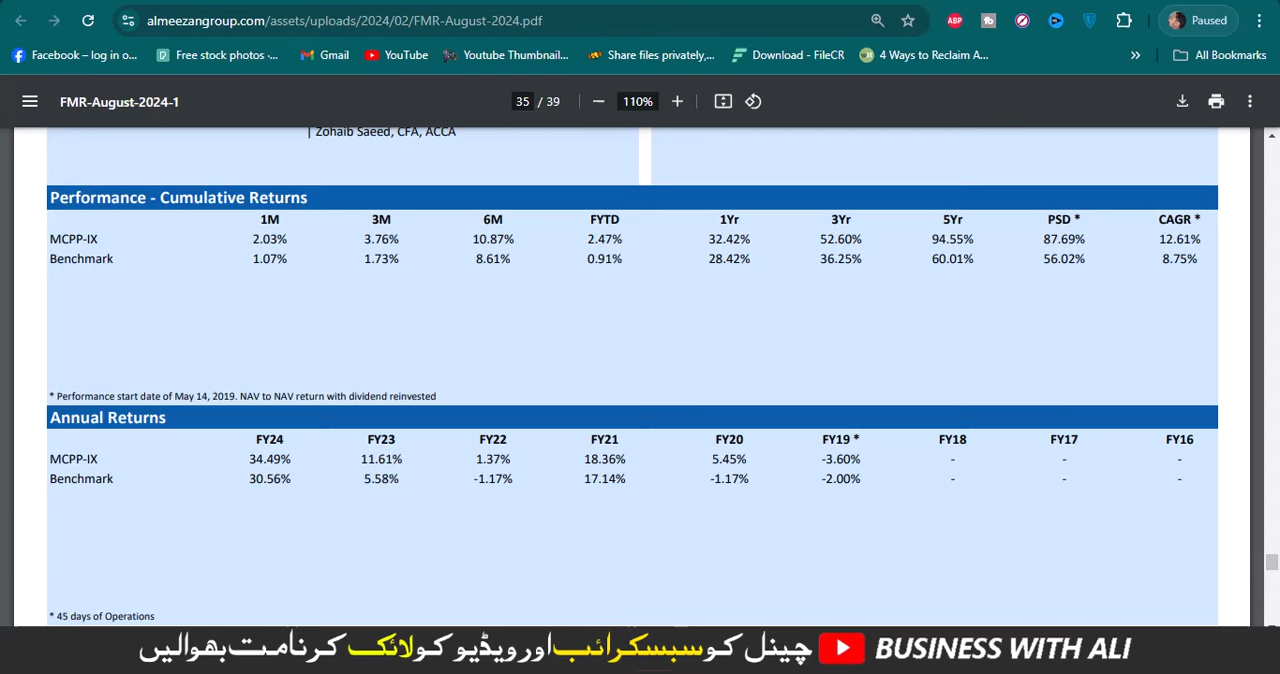 almeezangroup.com/assets/uploads/2024/02/FMR-August-2024.pdf
ABP
Paused
Facebook – log in o...
Free stock photos -...
Gmail
YouTube
Youtube Thumbnail...
Share files privately,...
Download - FileCR
4 Ways to Reclaim A...
»
All Bookmarks
FMR-August-2024-1
35 / 39
110%
| Zohaib Saeed, CFA, ACCA
Performance - Cumulative Returns
1M 3M 6M FYTD 1Yr 3Yr 5Yr PSD * CAGR *
MCPP-IX 2.03% 3.76% 10.87% 2.47% 32.42% 52.60% 94.55% 87.69% 12.61%
Benchmark 1.07% 1.73% 8.61% 0.91% 28.42% 36.25% 60.01% 56.02% 8.75%
* Performance start date of May 14, 2019. NAV to NAV return with dividend reinvested
Annual Returns
FY24 FY23 FY22 FY21 FY20 FY19 * FY18 FY17 FY16
MCPP-IX 34.49% 11.61% 1.37% 18.36% 5.45% -3.60% - - -
Benchmark 30.56% 5.58% -1.17% 17.14% -1.17% -2.00% - - -
* 45 days of Operations
چینل کو سبسکرائب اور ویڈیو کو لائک کرنا مت بھوالیں
BUSINESS WITH ALI